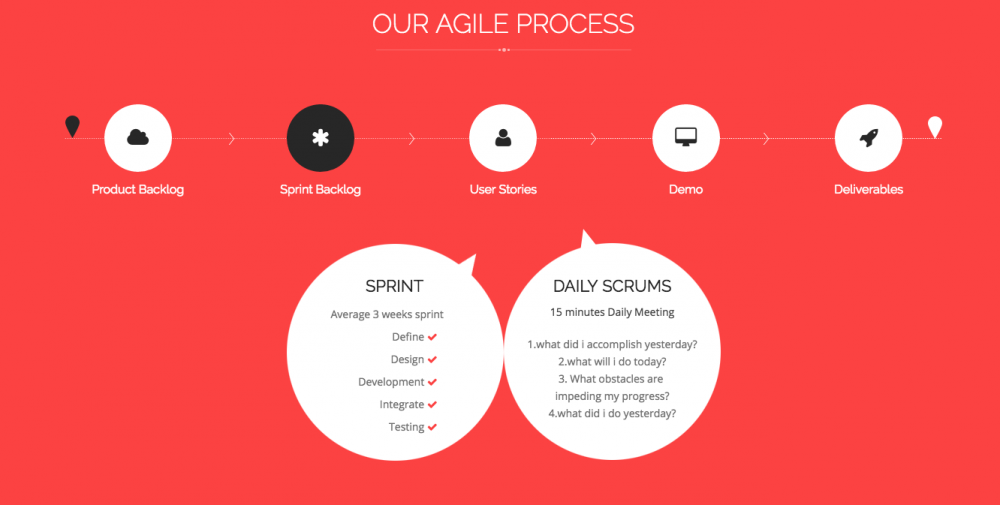 OUR AGILE PROCESS
Product Backlog
Sprint Backlog
User Stories
Demo
Deliverables
SPRINT
Average 3 weeks sprint
Define
Design
Development
Integrate
Testing
DAILY SCRUMS
15 minutes Daily Meeting
1.what did i accomplish yesterday?
2.what will i do today?
3. What obstacles are
impeding my progress?
4.what did i do yesterday?